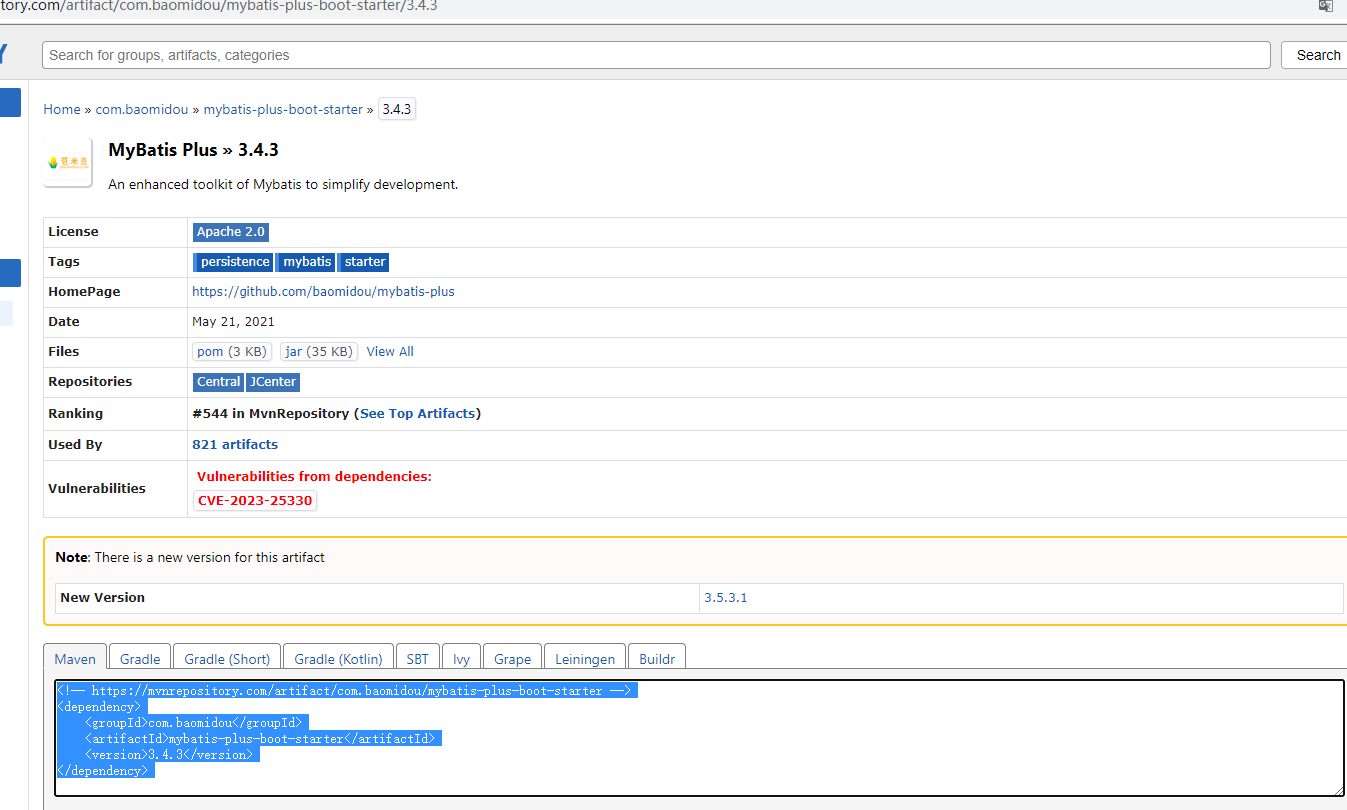 tory.com/artifact/com.baomidou/mybatis-plus-boot-starter/3.4.3
Y
Search for groups, artifacts, categories
Search
Home » com.baomidou » mybatis-plus-boot-starter » 3.4.3
苞米豆
MyBatis Plus » 3.4.3
An enhanced toolkit of Mybatis to simplify development.
License Apache 2.0
Tags persistence mybatis starter
HomePage https://github.com/baomidou/mybatis-plus
Date May 21, 2021
Files pom (3 KB) jar (35 KB) View All
Repositories Central JCenter
Ranking #544 in MvnRepository (See Top Artifacts)
Used By 821 artifacts
Vulnerabilities Vulnerabilities from dependencies:
CVE-2023-25330
Note: There is a new version for this artifact
New Version 3.5.3.1
Maven Gradle Gradle (Short) Gradle (Kotlin) SBT Ivy Grape Leiningen Buildr
<!-- https://mvnrepository.com/artifact/com.baomidou/mybatis-plus-boot-starter -->
<dependency>
    <groupId>com.baomidou</groupId>
    <artifactId>mybatis-plus-boot-starter</artifactId>
    <version>3.4.3</version>
</dependency>